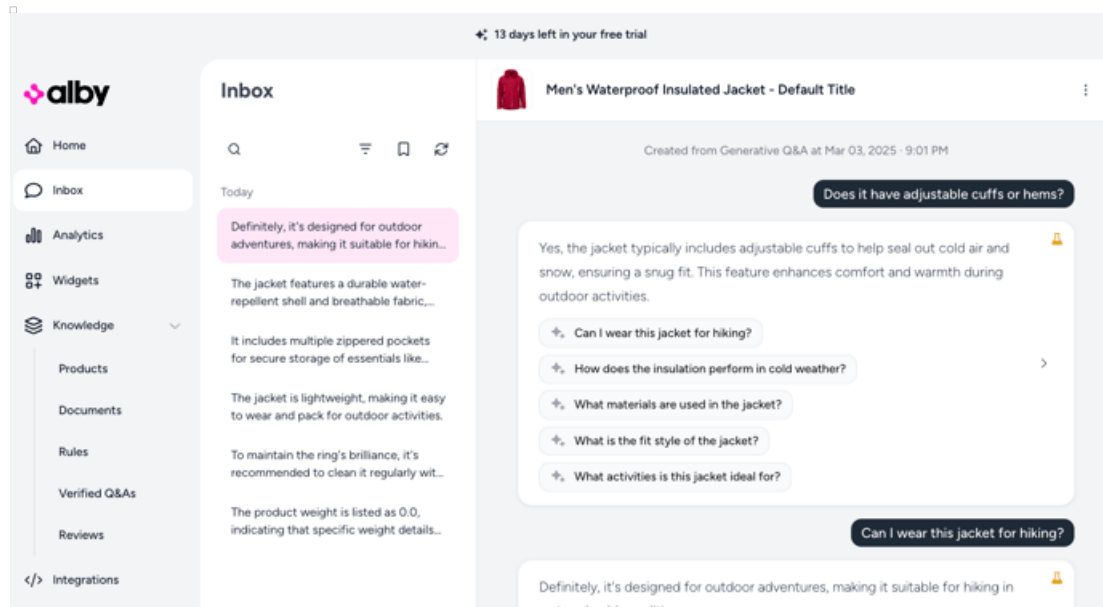 13 days left in your free trial
alby
Home
Inbox
Analytics
Widgets
Knowledge
Products
Documents
Rules
Verified Q&As
Reviews
Integrations
Inbox
Today
Definitely, it's designed for outdoor
adventures, making it suitable for hikin...
The jacket features a durable water-
repellent shell and breathable fabric,...
It includes multiple zippered pockets
for secure storage of essentials like...
The jacket is lightweight, making it easy
to wear and pack for outdoor activities.
To maintain the ring's brilliance, it's
recommended to clean it regularly wit...
The product weight is listed as 0.0,
indicating that specific weight details...
Men's Waterproof Insulated Jacket - Default Title
Created from Generative Q&A at Mar 03, 2025 · 9:01 PM
Does it have adjustable cuffs or hems?
Yes, the jacket typically includes adjustable cuffs to help seal out cold air and
snow, ensuring a snug fit. This feature enhances comfort and warmth during
outdoor activities.
Can I wear this jacket for hiking?
How does the insulation perform in cold weather?
What materials are used in the jacket?
What is the fit style of the jacket?
What activities is this jacket ideal for?
Can I wear this jacket for hiking?
Definitely, it's designed for outdoor adventures, making it suitable for hiking in